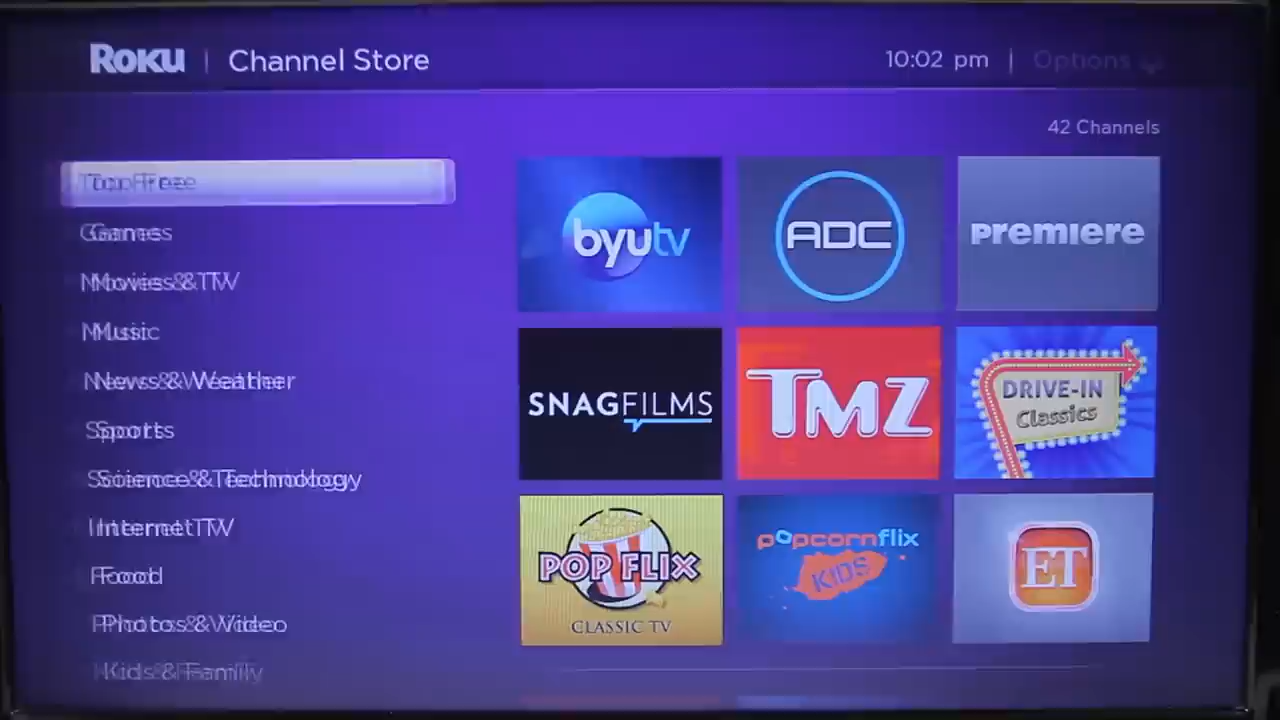 Roku | Channel Store
10:02 pm | Options
42 Channels
Top Free
Games
Movies & TV
Music
News & Weather
Sports
Science & Technology
Internet TV
Food
Photos & Video
Kids & Family
byutv
ADC
premiere
SNAGFILMS
TMZ
DRIVE-IN
Classics
POP FLIX
CLASSIC TV
popcornflix
KIDS
ET